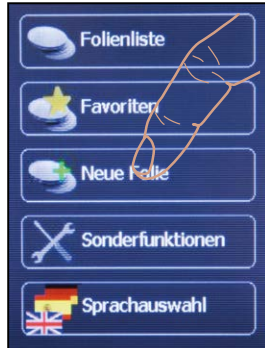 Folienliste
Favoriten
Neue Folie
Sonderfunktionen
Sprachauswahl